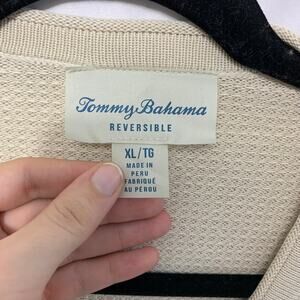 Tommy Bahama
REVERSIBLE
XL/TG
MADE IN
PERU
FABRIQUÉ
AU PÉROU